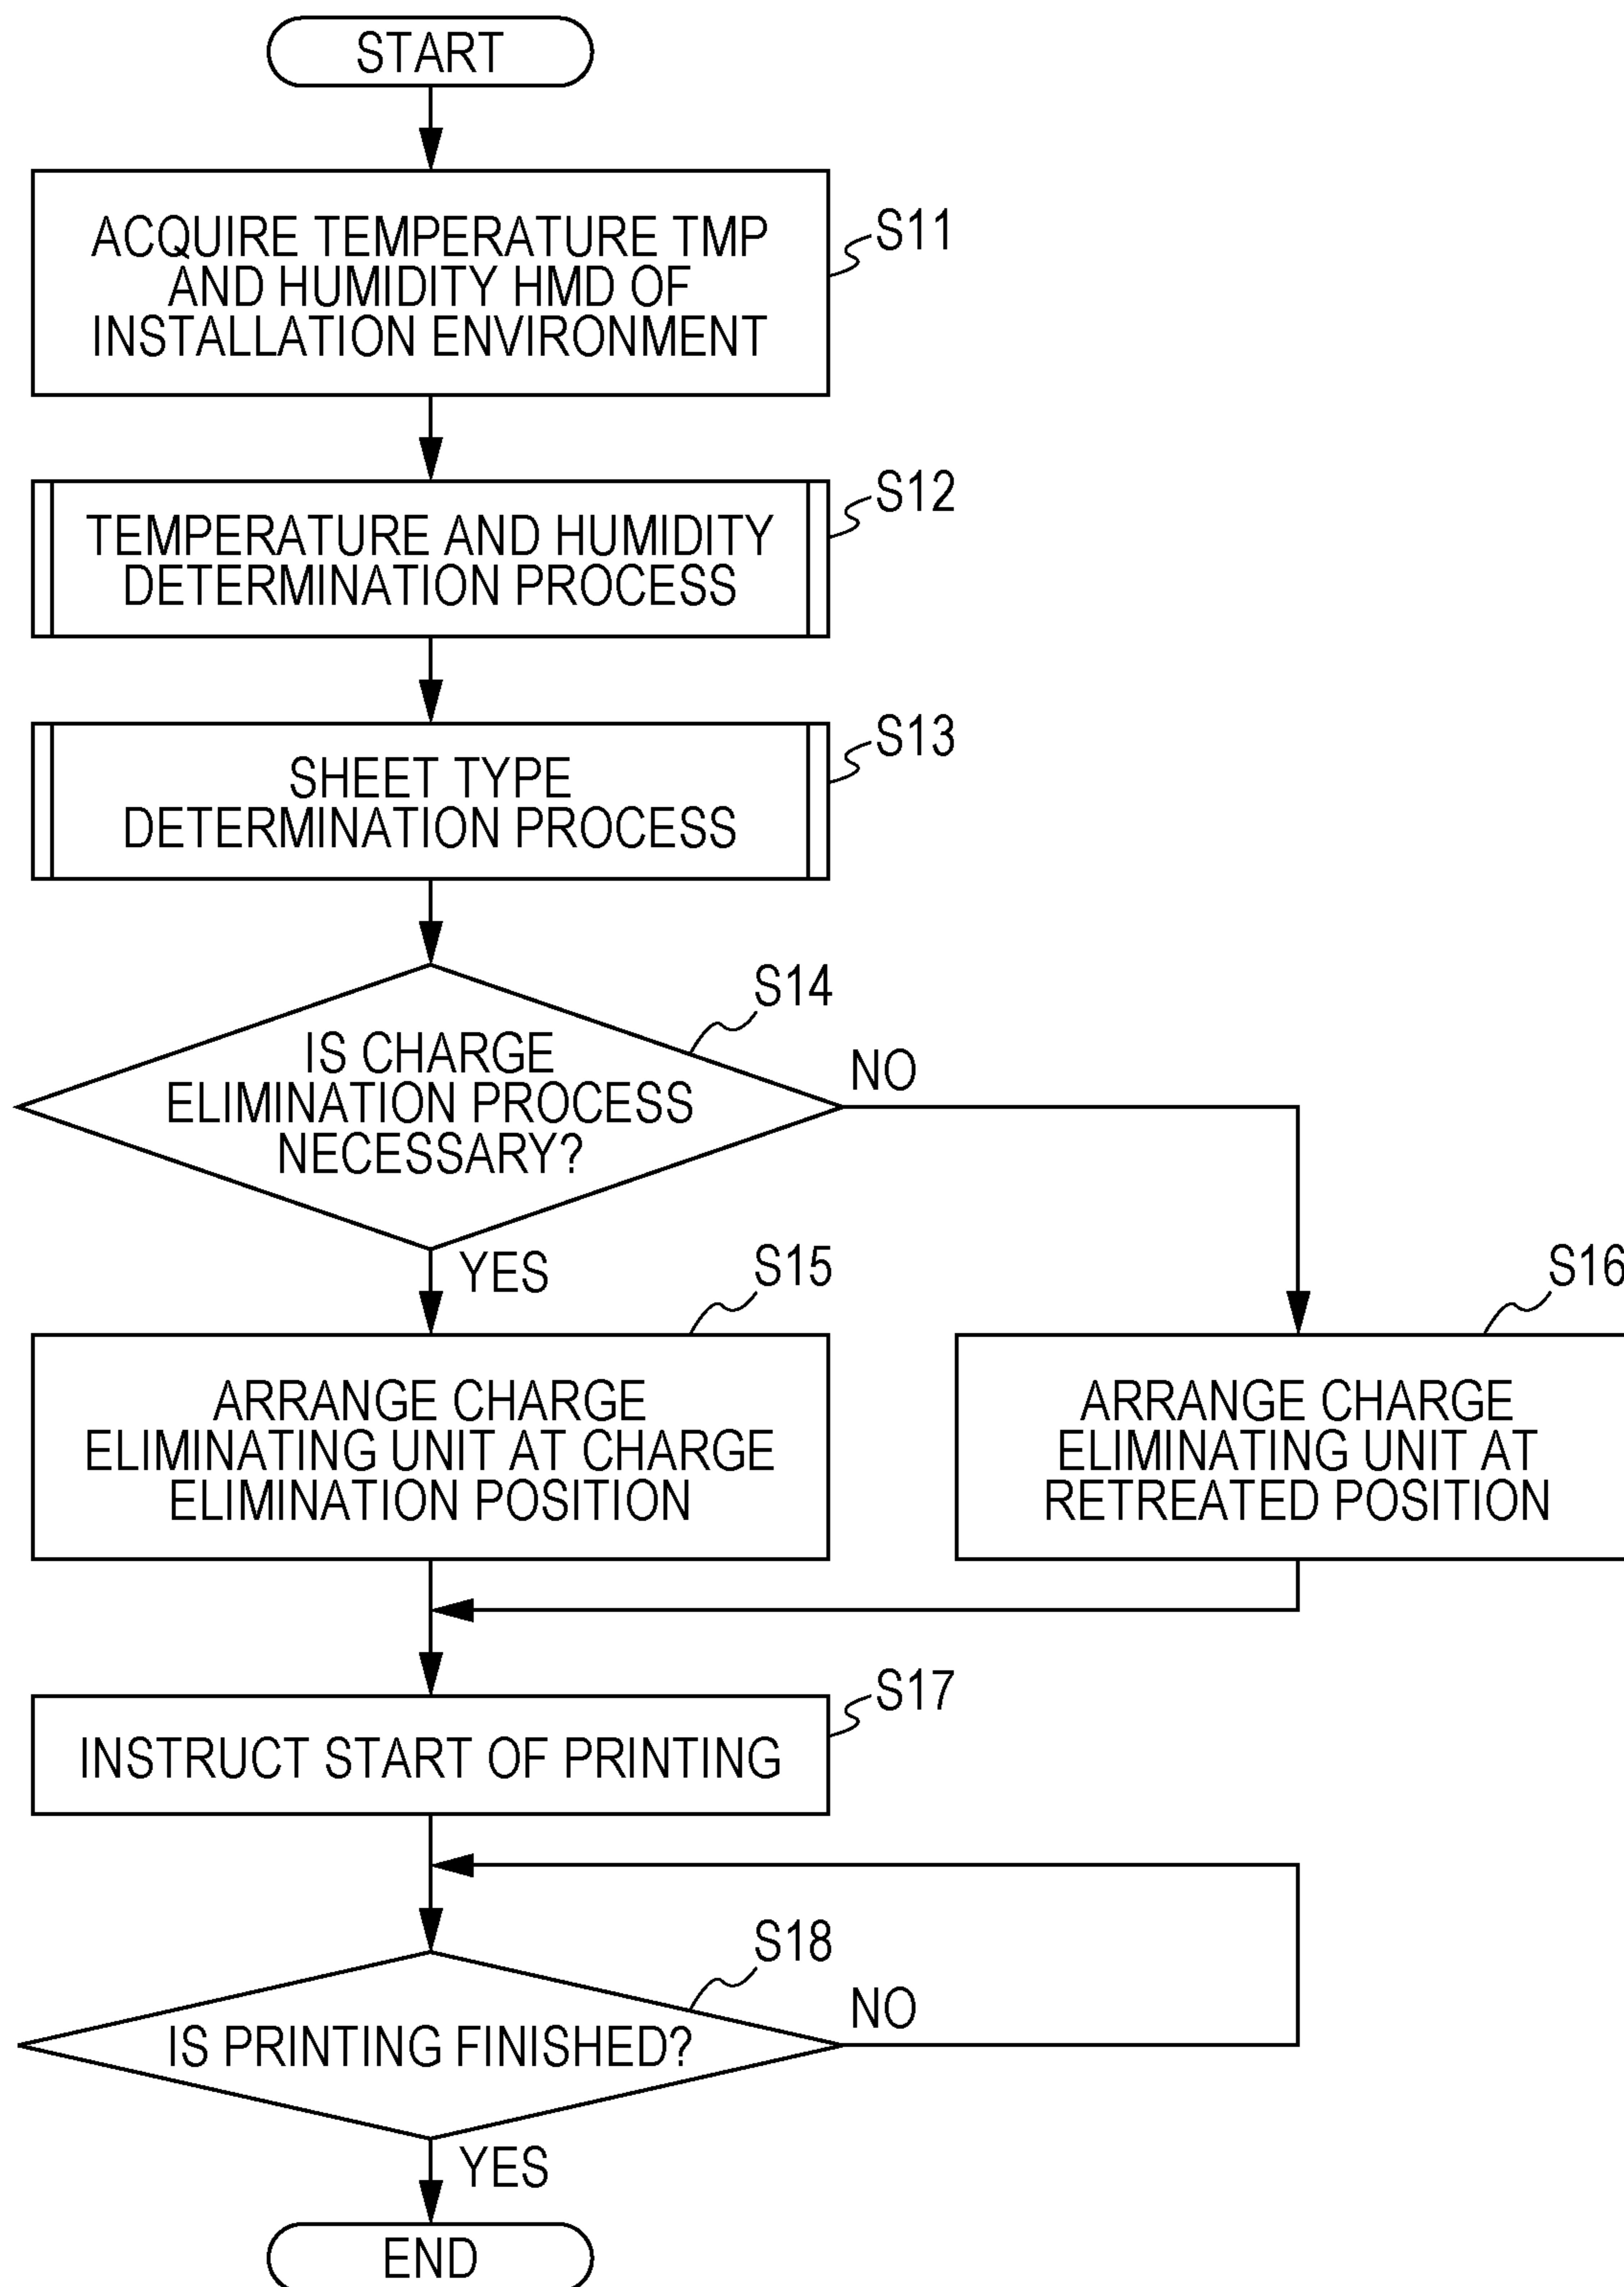 START
ACQUIRE TEMPERATURE TMP
AND HUMIDITY HMD OF
INSTALLATION ENVIRONMENT
S11
TEMPERATURE AND HUMIDITY
DETERMINATION PROCESS
S12
SHEET TYPE
DETERMINATION PROCESS
S13
IS CHARGE
ELIMINATION PROCESS
NECESSARY?
S14
NO
YES
ARRANGE CHARGE
ELIMINATING UNIT AT CHARGE
ELIMINATION POSITION
S15
ARRANGE CHARGE
ELIMINATING UNIT AT
RETREATED POSITION
S16
INSTRUCT START OF PRINTING
S17
IS PRINTING FINISHED?
S18
NO
YES
END